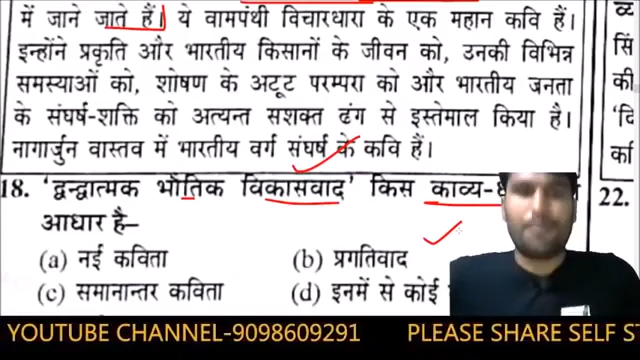 में जाने जाते हैं। ये वामपंथी विचारधारा के एक महान कवि हैं।
इन्होंने प्रकृति और भारतीय किसानों के जीवन को, उनकी विभिन्न
समस्याओं को, शोषण के अटूट परम्परा को और भारतीय जनता
के संघर्ष-शक्ति को अत्यन्त सशक्त ढंग से इस्तेमाल किया है।
नागार्जुन वास्तव में भारतीय वर्ग संघर्ष के कवि हैं।
18. 'द्वन्द्वात्मक भौतिक विकासवाद' किस काव्य-
आधार है–
(a) नई कविता
(b) प्रगतिवाद
(c) समानान्तर कविता
(d) इनमें से कोई
22.
YOUTUBE CHANNEL-9098609291 PLEASE SHARE SELF